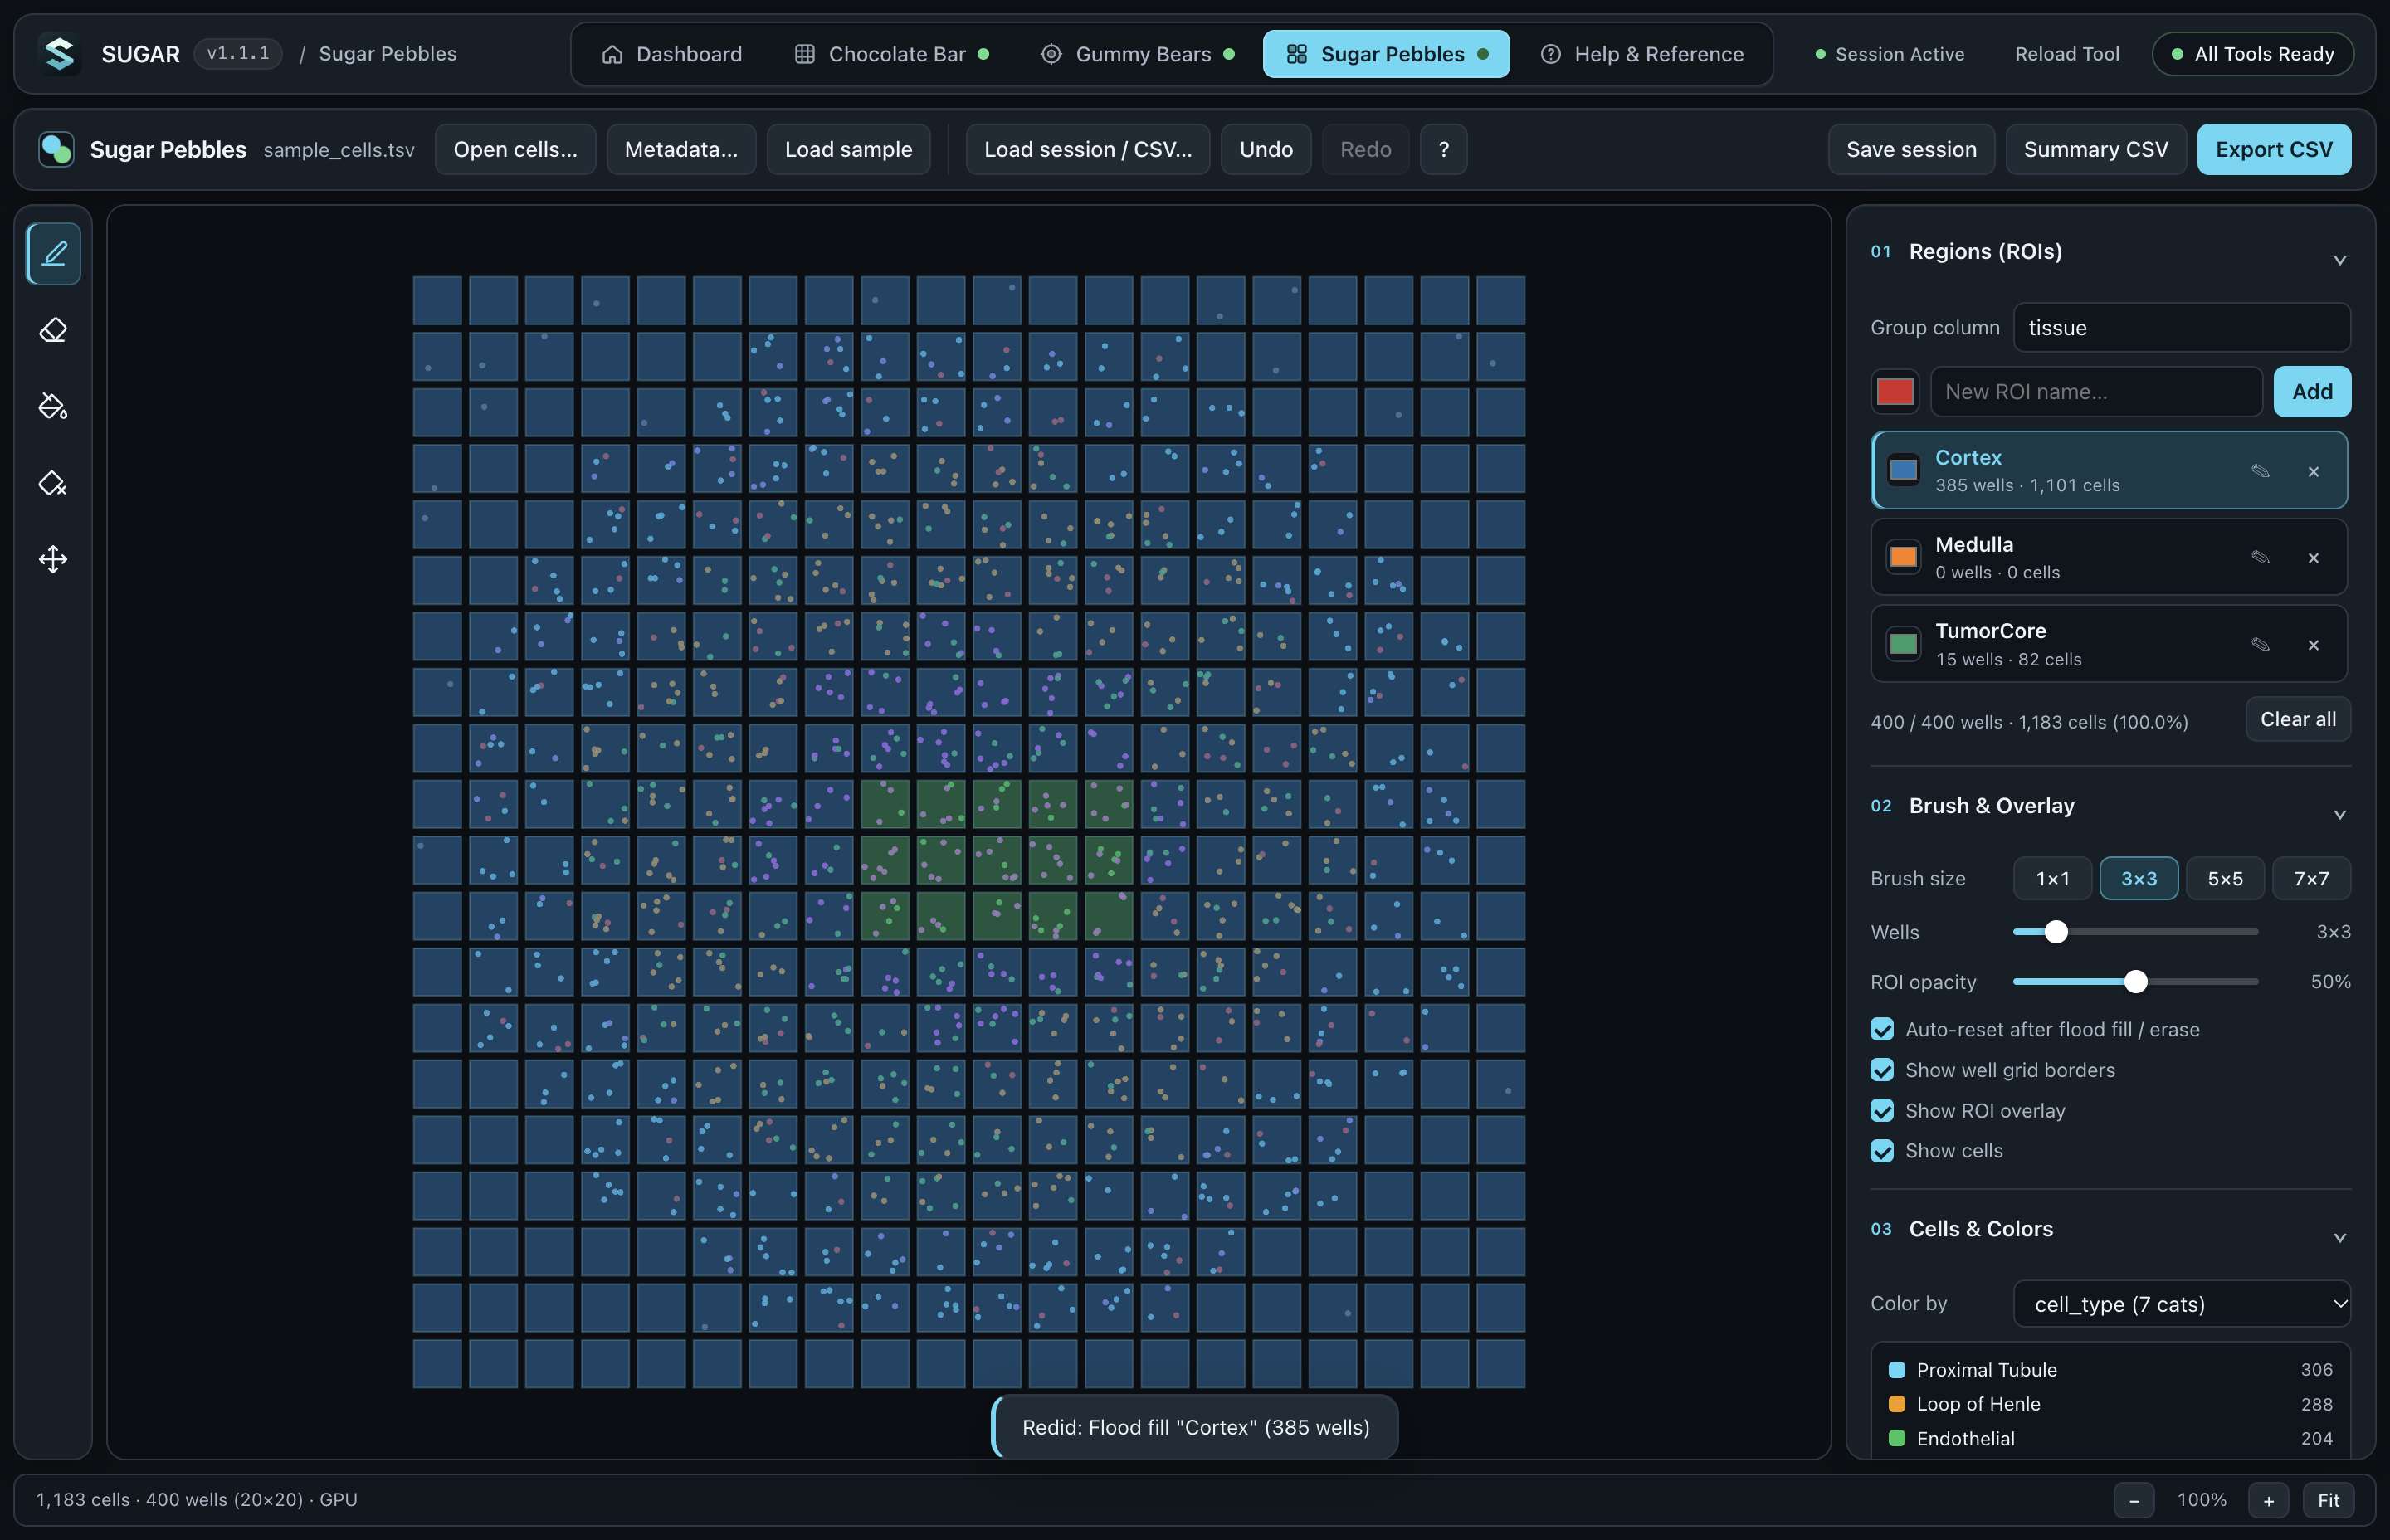 SUGAR v1.1.1 / Sugar Pebbles Dashboard Chocolate Bar Gummy Bears Sugar Pebbles Help & Reference Session Active Reload Tool All Tools Ready
Sugar Pebbles sample_cells.tsv Open cells... Metadata... Load sample Load session / CSV... Undo Redo ? Save session Summary CSV Export CSV
01 Regions (ROIs)
Group column tissue
New ROI name... Add
Cortex
385 wells · 1,101 cells
Medulla
0 wells · 0 cells
TumorCore
15 wells · 82 cells
400 / 400 wells · 1,183 cells (100.0%) Clear all
02 Brush & Overlay
Brush size 1×1 3×3 5×5 7×7
Wells 3×3
ROI opacity 50%
Auto-reset after flood fill / erase
Show well grid borders
Show ROI overlay
Show cells
03 Cells & Colors
Color by cell_type (7 cats)
Proximal Tubule 306
Loop of Henle 288
Endothelial 204
Redid: Flood fill "Cortex" (385 wells)
1,183 cells · 400 wells (20×20) · GPU − 100% + Fit